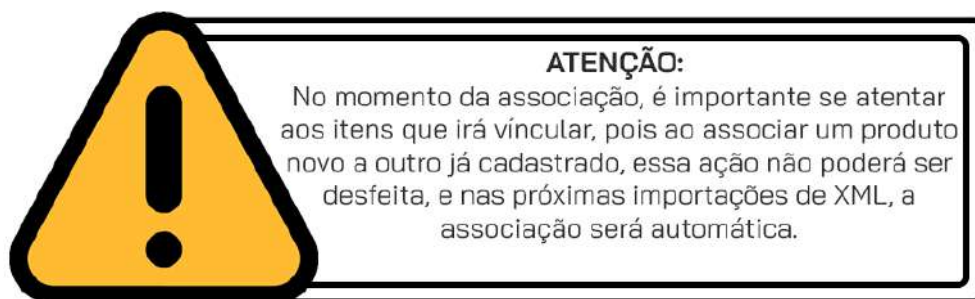 ATENÇÃO:
No momento da associação, é importante se atentar
aos itens que irá víncular, pois ao associar um produto
novo a outro já cadastrado, essa ação não poderá ser
desfeita, e nas próximas importações de XML, a
associação será automática.